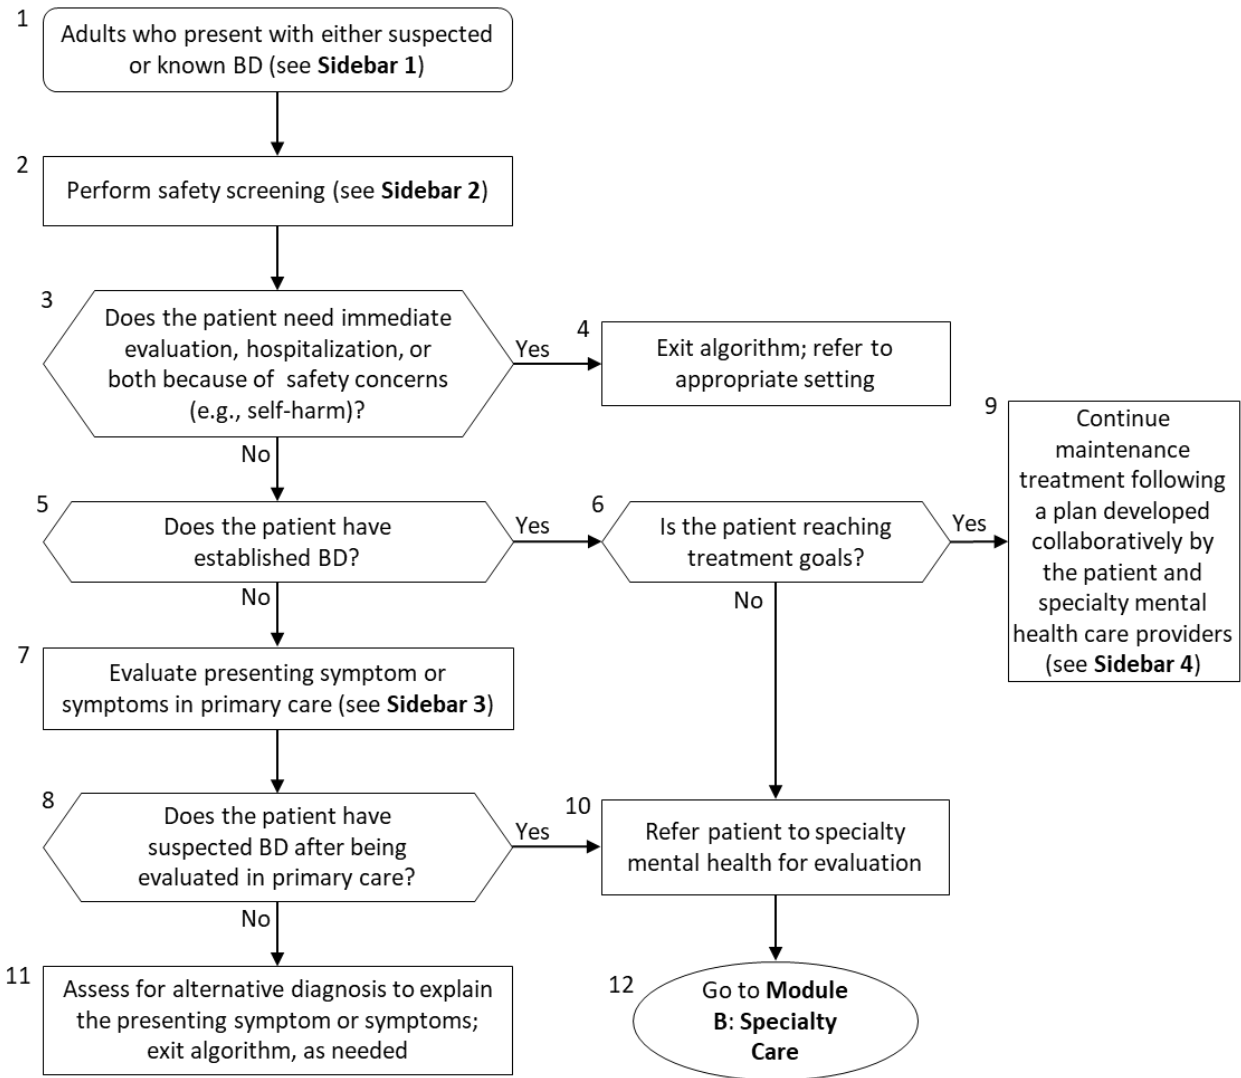 1
Adults who present with either suspected
or known BD (see Sidebar 1)
2
Perform safety screening (see Sidebar 2)
3
Does the patient need immediate
evaluation, hospitalization, or
both because of safety concerns
(e.g., self-harm)?
Yes
4
Exit algorithm; refer to
appropriate setting
No
5
Does the patient have
established BD?
Yes
6
Is the patient reaching
treatment goals?
Yes
9
Continue
maintenance
treatment following
a plan developed
collaboratively by
the patient and
specialty mental
health care providers
(see Sidebar 4)
No
No
7
Evaluate presenting symptom or
symptoms in primary care (see Sidebar 3)
8
Does the patient have
suspected BD after being
evaluated in primary care?
Yes
10
Refer patient to specialty
mental health for evaluation
No
11
Assess for alternative diagnosis to explain
the presenting symptom or symptoms;
exit algorithm, as needed
12
Go to Module
B: Specialty
Care